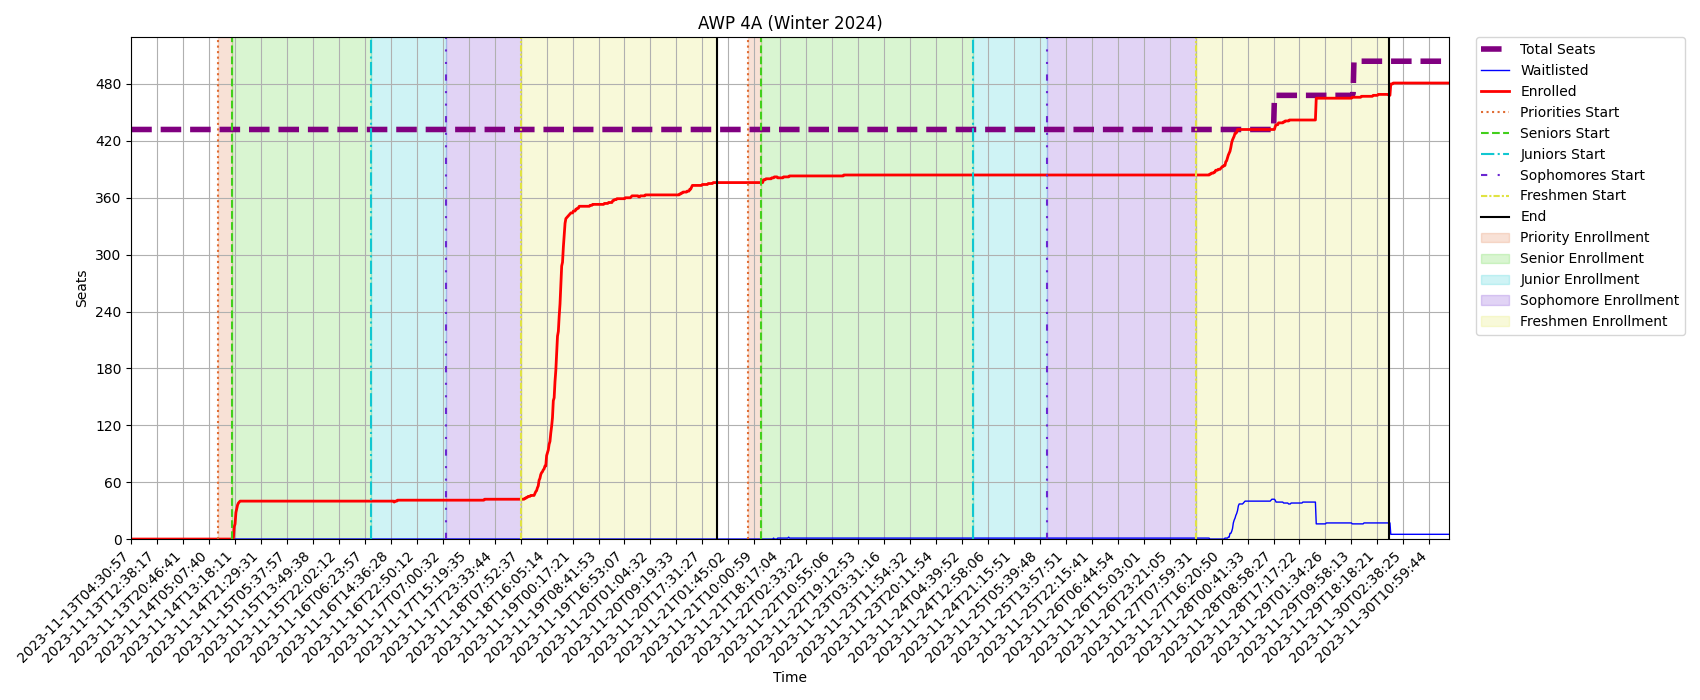 AWP 4A (Winter 2024)
Seats
480
420
360
300
240
180
120
60
0
2023-11-13T04:30:57
2023-11-13T12:38:17
2023-11-13T20:46:41
2023-11-14T05:07:40
2023-11-14T13:18:11
2023-11-14T21:29:31
2023-11-15T05:37:57
2023-11-15T13:49:38
2023-11-15T22:02:12
2023-11-16T06:23:57
2023-11-16T14:36:28
2023-11-16T22:50:12
2023-11-17T07:00:32
2023-11-17T15:19:35
2023-11-17T23:33:44
2023-11-18T07:52:37
2023-11-18T16:05:14
2023-11-19T00:17:21
2023-11-19T08:41:53
2023-11-19T16:53:07
2023-11-20T01:04:32
2023-11-20T09:19:33
2023-11-20T17:31:27
2023-11-21T01:45:02
2023-11-21T10:00:59
2023-11-21T18:17:04
2023-11-22T02:33:22
2023-11-22T10:55:06
2023-11-22T19:12:53
2023-11-23T03:31:16
2023-11-23T11:54:32
2023-11-23T20:11:54
2023-11-24T04:39:52
2023-11-24T12:58:06
2023-11-24T21:15:51
2023-11-25T05:39:48
2023-11-25T13:57:51
2023-11-25T22:15:41
2023-11-26T06:44:54
2023-11-26T15:03:01
2023-11-26T23:21:05
2023-11-27T07:59:31
2023-11-27T16:20:50
2023-11-28T00:41:33
2023-11-28T08:58:27
2023-11-28T17:17:22
2023-11-29T01:34:26
2023-11-29T09:58:13
2023-11-29T18:18:21
2023-11-30T02:38:25
2023-11-30T10:59:44
Time
Total Seats
Waitlisted
Enrolled
Priorities Start
Seniors Start
Juniors Start
Sophomores Start
Freshmen Start
End
Priority Enrollment
Senior Enrollment
Junior Enrollment
Sophomore Enrollment
Freshmen Enrollment